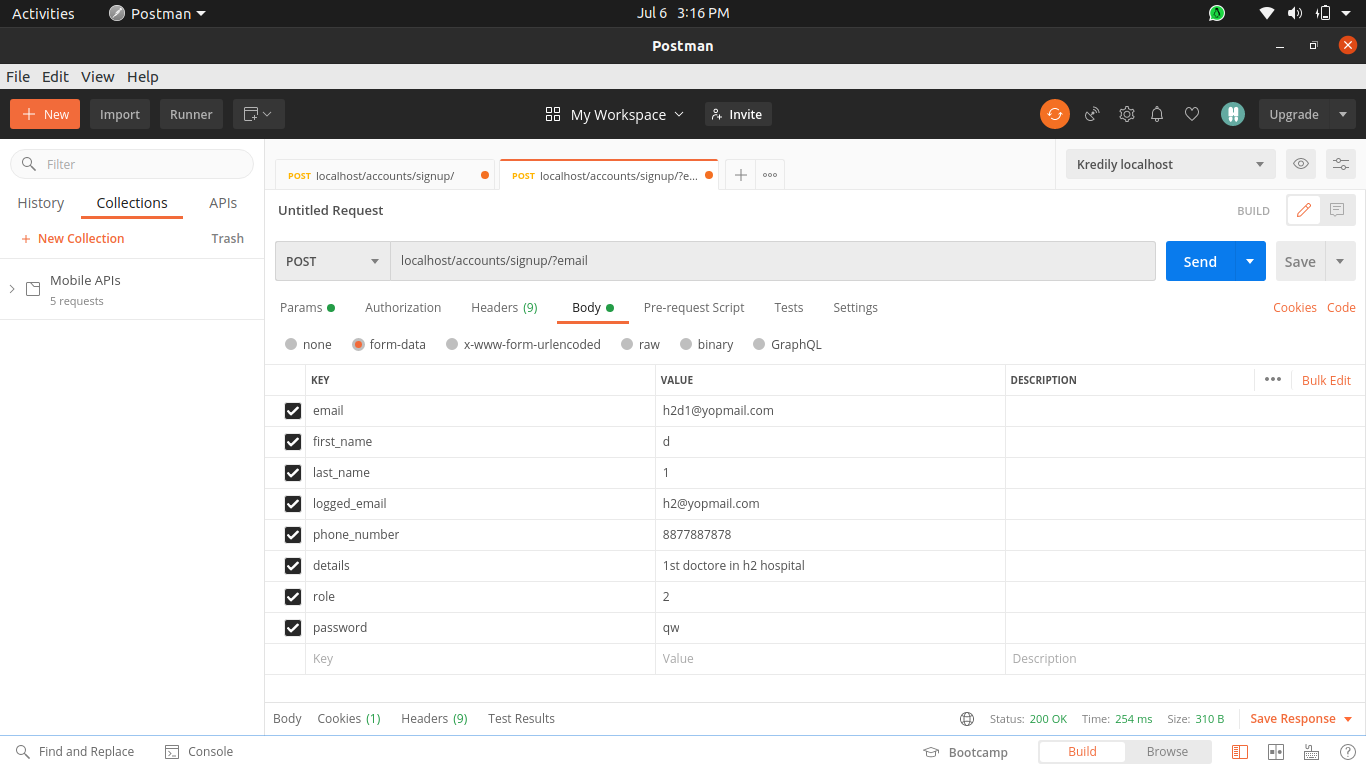 Activities Postman Jul 6 3:16 PM
Postman
File Edit View Help
New Import Runner My Workspace Invite Upgrade
Filter
POST localhost/accounts/signup/ POST localhost/accounts/signup/?e... Kredily localhost
History Collections APIs
Untitled Request BUILD
New Collection Trash
POST localhost/accounts/signup/?email Send Save
Mobile APIs
5 requests
Params Authorization Headers (9) Body Pre-request Script Tests Settings Cookies Code
none form-data x-www-form-urlencoded raw binary GraphQL
KEY VALUE DESCRIPTION ••• Bulk Edit
email h2d1@yopmail.com
first_name d
last_name 1
logged_email h2@yopmail.com
phone_number 8877887878
details 1st doctore in h2 hospital
role 2
password qw
Key Value Description
Body Cookies (1) Headers (9) Test Results Status: 200 OK Time: 254 ms Size: 310 B Save Response
Find and Replace Console Bootcamp Build Browse